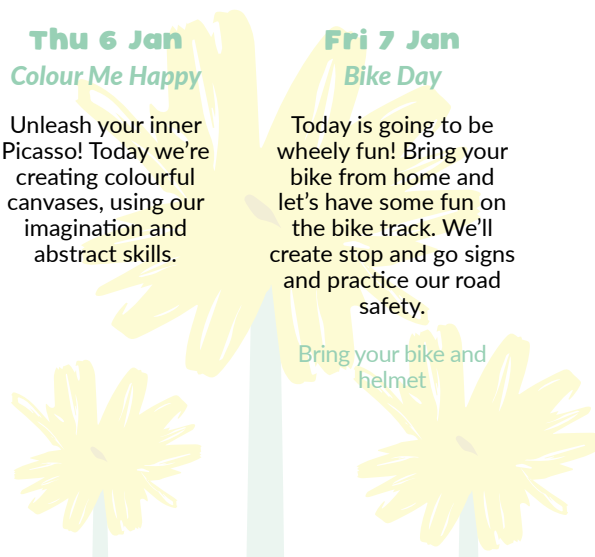 Thu 6 Jan
Colour Me Happy
Unleash your inner
Picasso! Today we're
creating colourful
canvases, using our
imagination and
abstract skills.
Fri 7 Jan
Bike Day
Today is going to be
wheely fun! Bring your
bike from home and
let's have some fun on
the bike track. We'll
create stop and go signs
and practice our road
safety.
Bring your bike and
helmet